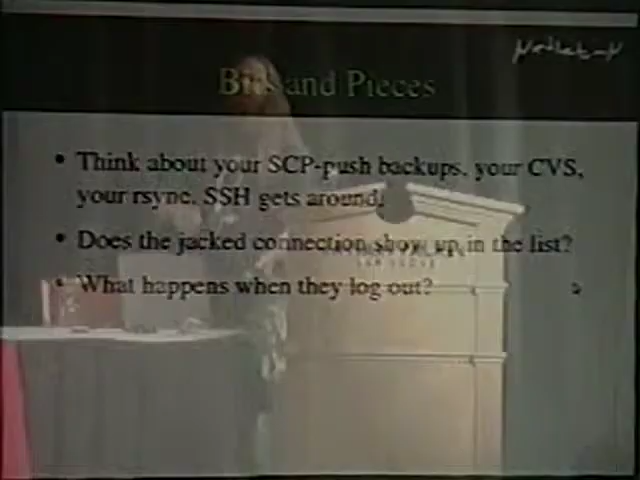 Bits and Pieces
• Think about your SCP-push backups, your CVS,
your rsync. SSH gets around.
• Does the jacked connection show up in the list?
• What happens when they log out?